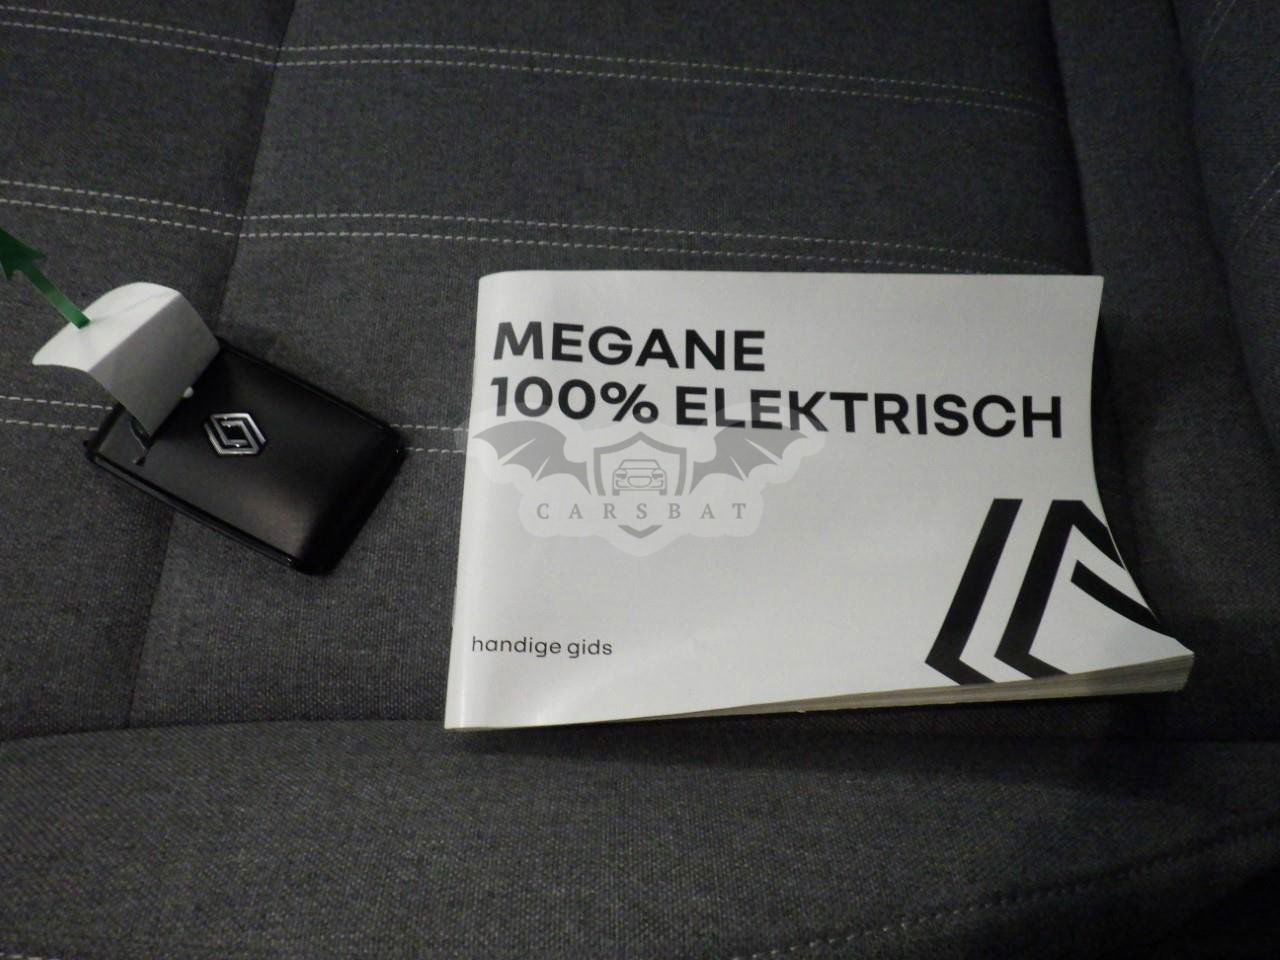 MEGANE
100% ELEKTRISCH
CARSBAT
handige gids